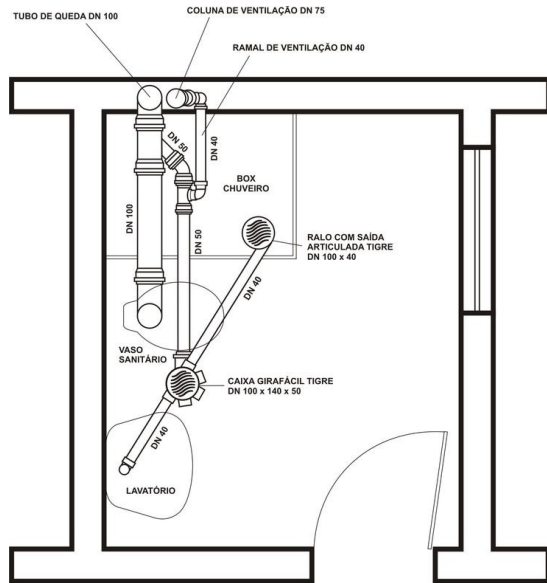 TUBO DE QUEDA DN 100
COLUNA DE VENTILAÇÃO DN 75
RAMAL DE VENTILAÇÃO DN 40
DN 50
DN 40
BOX
CHUVEIRO
DN 100
DN 50
RALO COM SAÍDA
ARTICULADA TIGRE
DN 100 x 40
DN 40
VASO
SANITÁRIO
CAIXA GIRAFÁCIL TIGRE
DN 100 x 140 x 50
DN 40
LAVATÓRIO